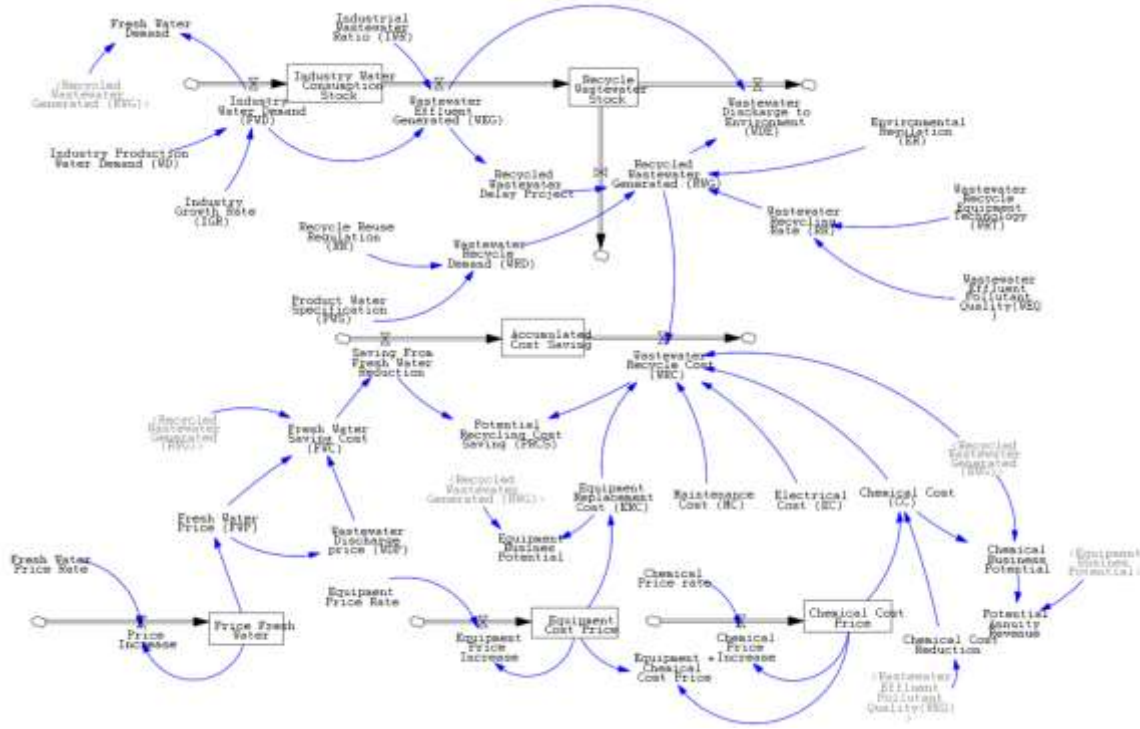 Fresh Water
Demand
Industrial
Wastewater
Ratio (IWR)
<Recycled
Wastewater
Generated (RWG)>
Industry Water
Consumption
Stock
Recycle
Wastewater
Stock
Industry
Water Demand
(FWD)
Wastewater
Effluent
Generated (WEG)
Wastewater
Discharge to
Environment
(WDE)
Environmental
Regulation
(ER)
Industry Production
Water Demand (WD)
Recycled
Wastewater
Delay Project
Recycled
Wastewater
Generated (RWG)
Industry
Growth Rate
(IGR)
Wastewater
Recycling
Rate (RR)
Wastewater
Recycle
Equipment
Technology
(WRT)
Recycle Reuse
Regulation
(RR)
Wastewater
Recycle
Demand (WRD)
Wastewater
Effluent
Pollutant
Quality(WEQ
)
Product Water
Specification
(PWS)
Accumulated
Cost Saving
Saving From
Fresh Water
Reduction
Wastewater
Recycle Cost
(WRC)
<Recycled
Wastewater
Generated
(RWG)>
Fresh Water
Saving Cost
(FWC)
Potential
Recycling Cost
Saving (PRCS)
<Recycled
Wastewater
Generated
(RWG)>
<Recycled
Wastewater
Generated (RWG)>
Equipment
Replacement
Cost (EMC)
Maintenance
Cost (MC)
Electrical
Cost (EC)
Chemical Cost
(CC)
Fresh Water
Price (FWP)
Wastewater
Discharge
price (WDP)
Equipment
Business
Potential
Chemical
Business
Potential
<Equipment
Business
Potential>
Fresh Water
Price Rate
Equipment
Price Rate
Chemical
Price rate
Price
Increase
Price Fresh
Water
Equipment
Price
Increase
Equipment
Cost Price
Chemical
Price
Increase
Chemical Cost
Price
Potential
Annuity
Revenue
Equipment +
Chemical
Cost Price
Chemical Cost
Reduction
<Wastewater
Effluent
Pollutant
Quality(WEQ)
>